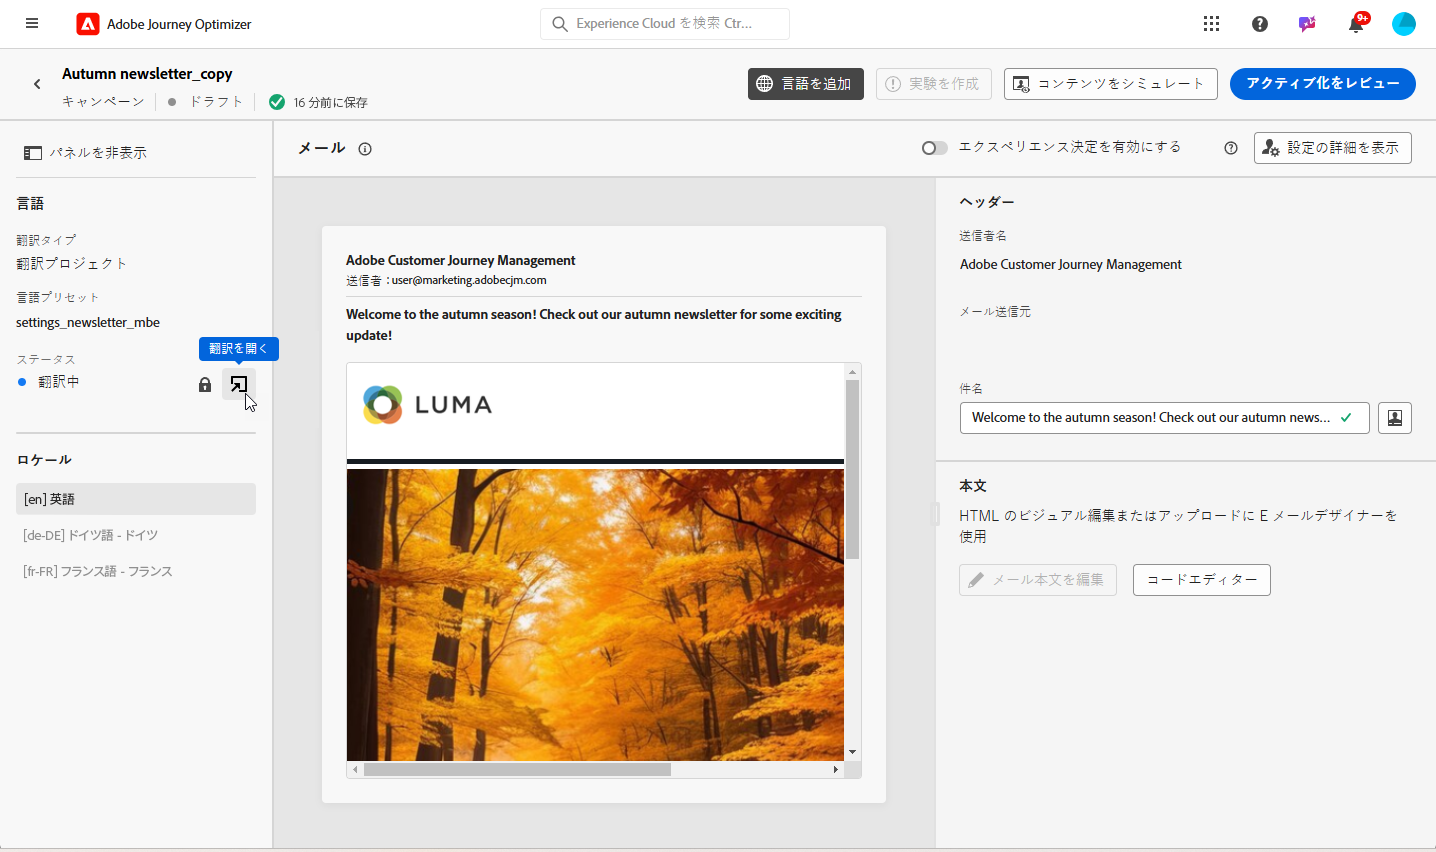 Adobe Journey Optimizer
Experience Cloud を検索 Ctr...
9+
Autumn newsletter_copy
キャンペーン
ドラフト
16 分前に保存
言語を追加
実験を作成
コンテンツをシミュレート
アクティブ化をレビュー
パネルを非表示
言語
翻訳タイプ
翻訳プロジェクト
言語プリセット
settings_newsletter_mbe
翻訳を開く
ステータス
翻訳中
ロケール
[en] 英語
[de-DE] ドイツ語 - ドイツ
[fr-FR] フランス語 - フランス
メール
エクスペリエンス決定を有効にする
設定の詳細を表示
Adobe Customer Journey Management
送信者 : user@marketing.adobecjm.com
Welcome to the autumn season! Check out our autumn newsletter for some exciting
update!
LUMA
ヘッダー
送信者名
Adobe Customer Journey Management
メール送信元
件名
Welcome to the autumn season! Check out our autumn news...
本文
HTML のビジュアル編集またはアップロードに E メールデザイナーを
使用
メール本文を編集
コードエディター